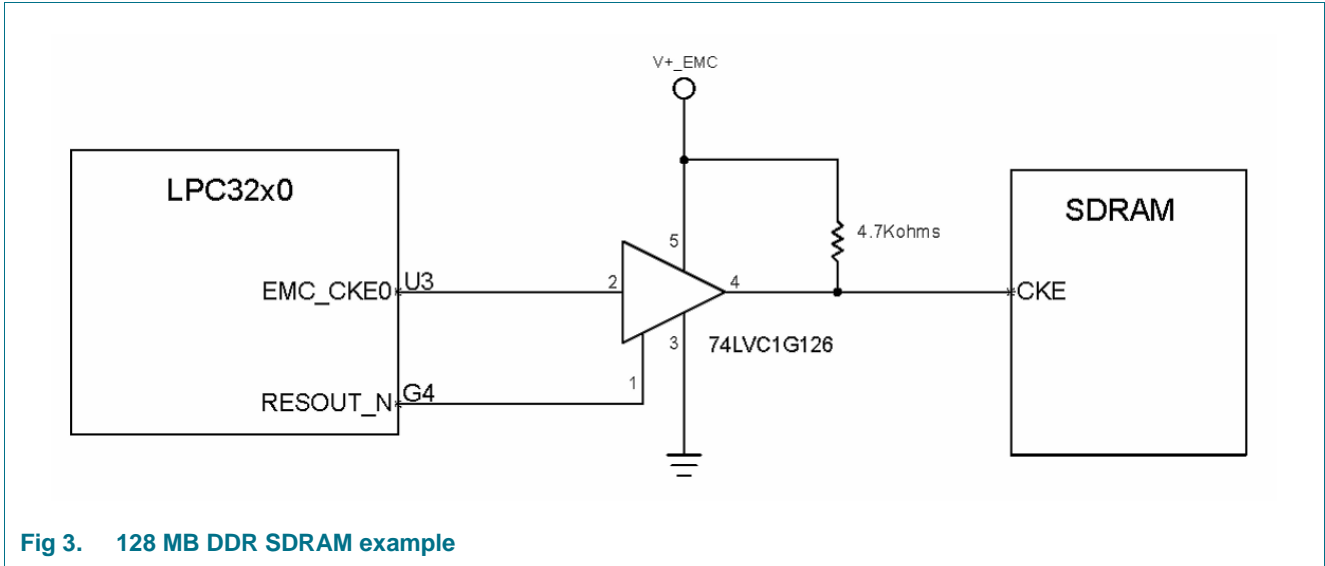 V+_EMC
LPC32x0
SDRAM
5
4.7Kohms
EMC_CKE0
U3
2
4
CKE
3
74LVC1G126
1
RESOUT_N
G4
Fig 3. 128 MB DDR SDRAM example